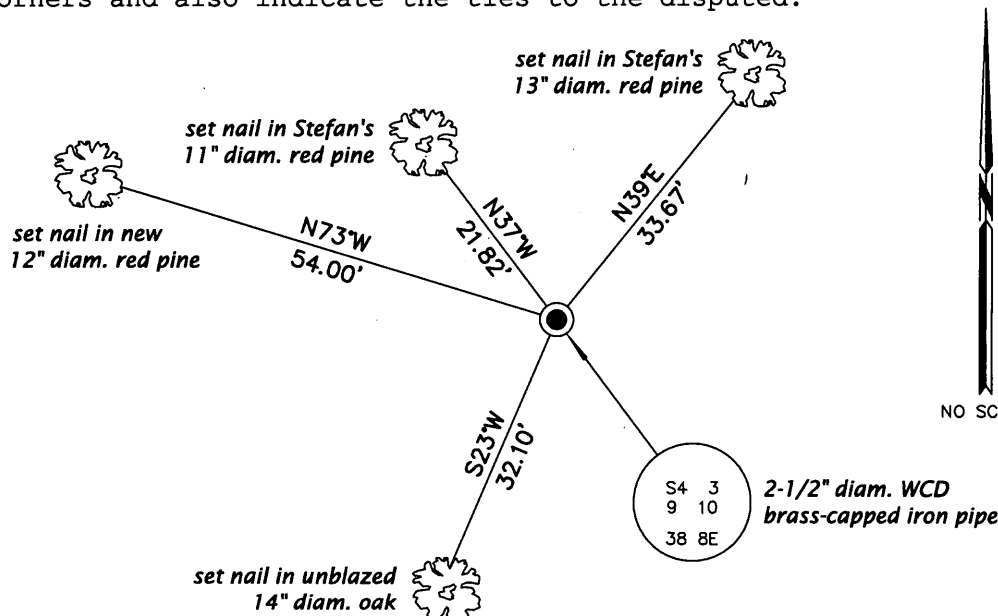 orners and also indicate the ties to the disputed.
set nail in Stefan's
13" diam. red pine
set nail in Stefan's
11" diam. red pine
set nail in new
12" diam. red pine
N73°W
54.00'
N37°W
21.82'
N39°E
33.67'
N
NO SC
S23°W
32.10'
S4 3
9 10
38 8E
2-1/2" diam. WCD
brass-capped iron pipe
set nail in unblazed
14" diam. oak